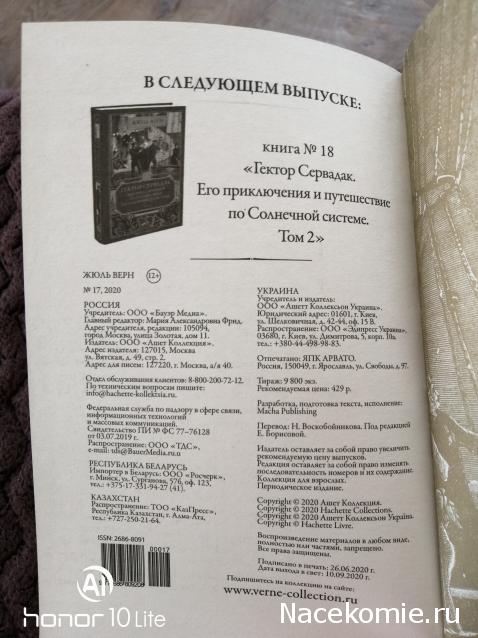 В СЛЕДУЮЩЕМ ВЫПУСКЕ:
книга № 18
«Гектор Сервадак.
Его приключения и путешествие
по Солнечной системе.
Том 2»
ЖЮЛЬ ВЕРН 12+
№ 17, 2020
РОССИЯ
Учредитель: ООО «Бауэр Медиа».
Главный редактор: Мария Александровна Фрид.
Адрес учредителя, редакции: 105094,
город Москва, улица Золотая, дом 11.
Издатель: ООО «Ашет Коллекция».
Адрес издателя: 127015, Москва
ул. Вятская, д. 49, стр. 2.
Адрес для писем: 127220, г. Москва, а/я 40.
Отдел обслуживания клиентов: 8-800-200-72-12.
По техническим вопросам пишите:
info@hachette-kollektsia.ru.
Федеральная служба по надзору в сфере связи,
информационных технологий
и массовых коммуникаций.
Свидетельство ПИ № ФС 77–76128
от 03.07.2019 г.
Распространение: ООО «ТДС»,
e-mail: tds@BauerMedia.ru.
РЕСПУБЛИКА БЕЛАРУСЬ
Импортер в Беларусь: ООО «Росчерк»,
г. Минск, ул. Сурганова, 57б, оф. 123,
тел.: +375-17-331-94-27 (41).
КАЗАХСТАН
Распространение: ТОО «КазПресс»,
Республика Казахстан, г. Алма-Ата,
тел.: +727-250-21-64.
ISSN: 2686-8091
00017
УКРАИНА
Учредитель и издатель:
ООО «Ашетт Коллексьон Украина».
Юридический адрес: 01601, г. Киев,
ул. Шелковичная, д. 42-44, оф. 15 В.
Распространение: ООО «Эдипресс Украина».
03680, г. Киев, ул. Димитрова, 5, корп. 10а.
тел.: +380-44-498-98-83.
Отпечатано: ЯПК АРВАТО.
Россия, 150049, г. Ярославль, ул. Свободы, д. 97.
Тираж: 9 800 экз.
Рекомендуемая цена: 429 р.
Разработка, подготовка текста, исполнение:
Macha Publishing
Перевод: Н. Воскобойникова. Под редакцией
Е. Борисовой.
Издатель оставляет за собой право увеличить
рекомендуемую цену выпусков.
Редакция оставляет за собой право изменять
последовательность номеров и их содержание.
Коллекция для взрослых.
Периодическое издание.
Copyright © 2020 Ашет Коллекция.
Copyright © 2020 Hachette Collections.
Copyright © 2020 Ашетт Коллексьон Україна.
Copyright © Hachette Livre.
Воспроизведение материалов в любом виде,
полностью или частями, запрещено.
Все права защищены.
Подписано в печать: 26.06.2020 г.
Дата выхода в свет: 10.09.2020 г.
Подпишитесь на коллекцию на сайте:
www.verne-collection.ru
AI
honor 10 Lite
Nacekomie.ru